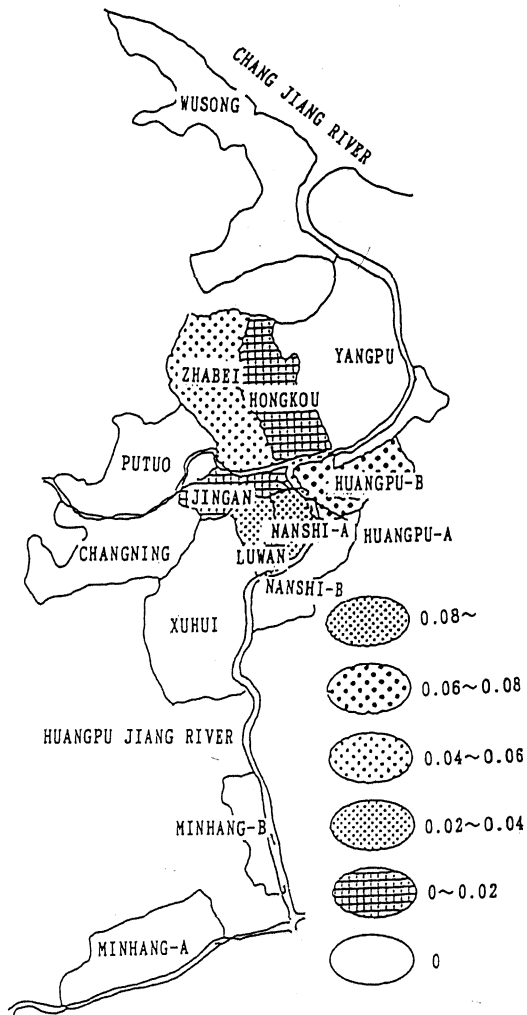 CHANG JIANG RIVER
WUSONG
YANGPU
ZHABEI
HONGKOU
PUTUO
HUANGPU-B
JINGAN
NANSHI-A
HUANGPU-A
CHANGNING
LUWAN
NANSHI-B
XUHUI
0.08~
0.06~0.08
HUANGPU JIANG RIVER
0.04~0.06
MINHANG-B
0.02~0.04
0~0.02
MINHANG-A
0